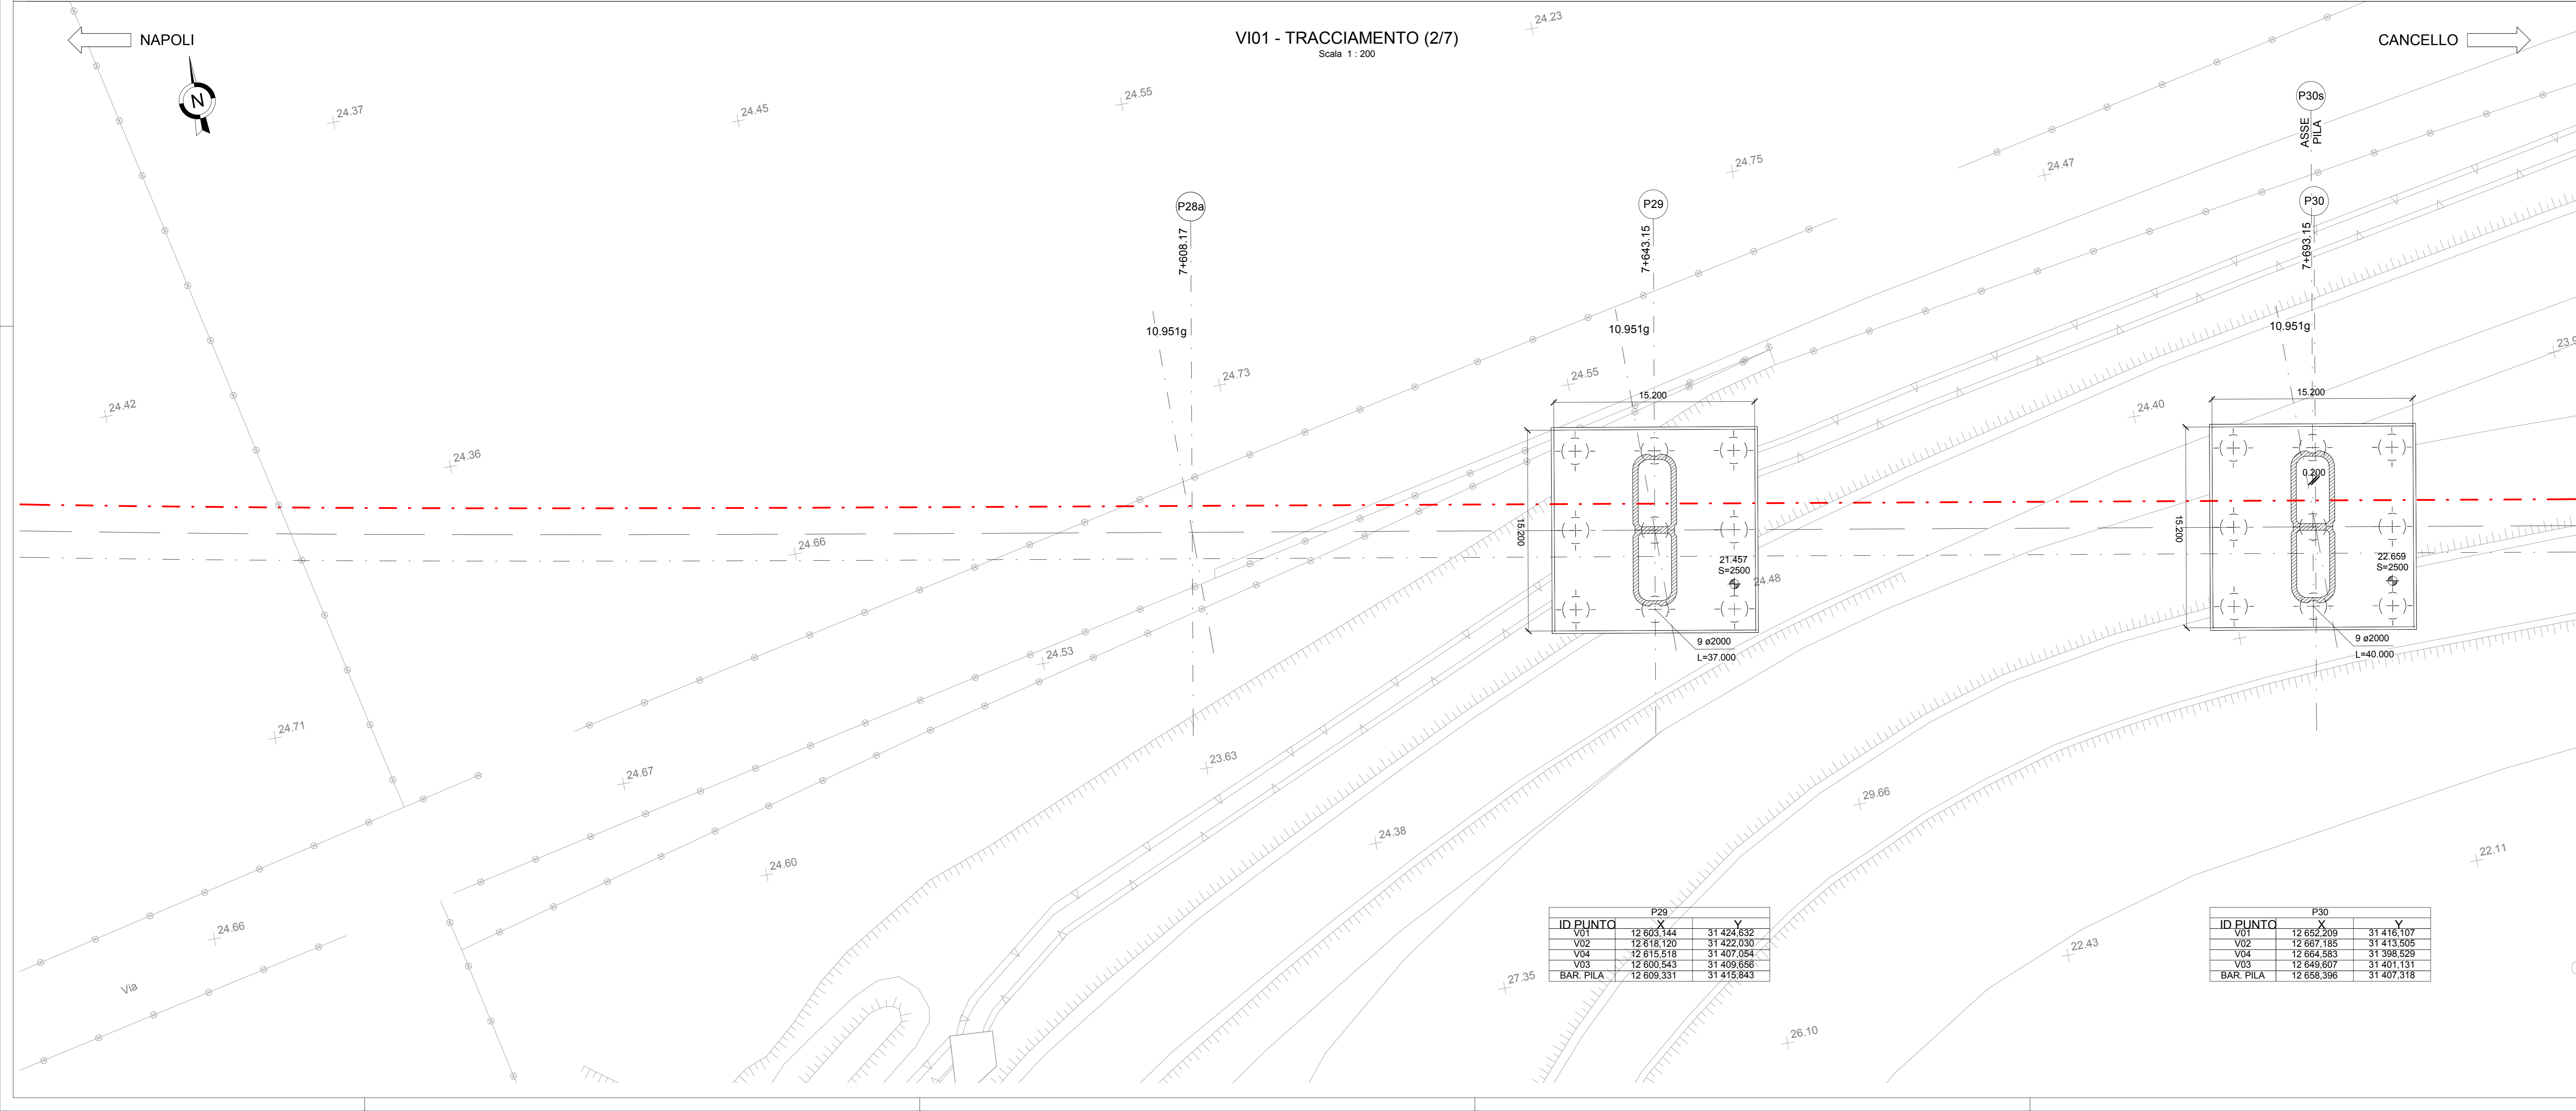 VI01 - TRACCIAMENTO (2/7)
Scala 1 : 200
NAPOLI
CANCELLO
N
24.23
24.37
24.45
24.55
24.75
24.47
P30s
ASSE
PILA
P28a
7+608.17
P29
7+643.15
P30
7+693.15
10.951g
10.951g
10.951g
24.42
24.36
24.73
24.55
24.40
15.200
15.200
15.200
15.200
0.200
24.66
21.457
S=2500
24.48
22.659
S=2500
9 ø2000
L=37.000
9 ø2000
L=40.000
24.53
24.71
24.67
23.63
24.38
29.66
24.60
22.11
24.66
22.43
27.35
26.10
Via
P29
ID PUNTO X Y
V01 12 603,144 31 424,632
V02 12 618,120 31 422,030
V04 12 615,518 31 407,054
V03 12 600,543 31 409,656
BAR. PILA 12 609,331 31 415,843
P30
ID PUNTO X Y
V01 12 652,209 31 416,107
V02 12 667,185 31 413,505
V04 12 664,583 31 398,529
V03 12 649,607 31 401,131
BAR. PILA 12 658,396 31 407,318